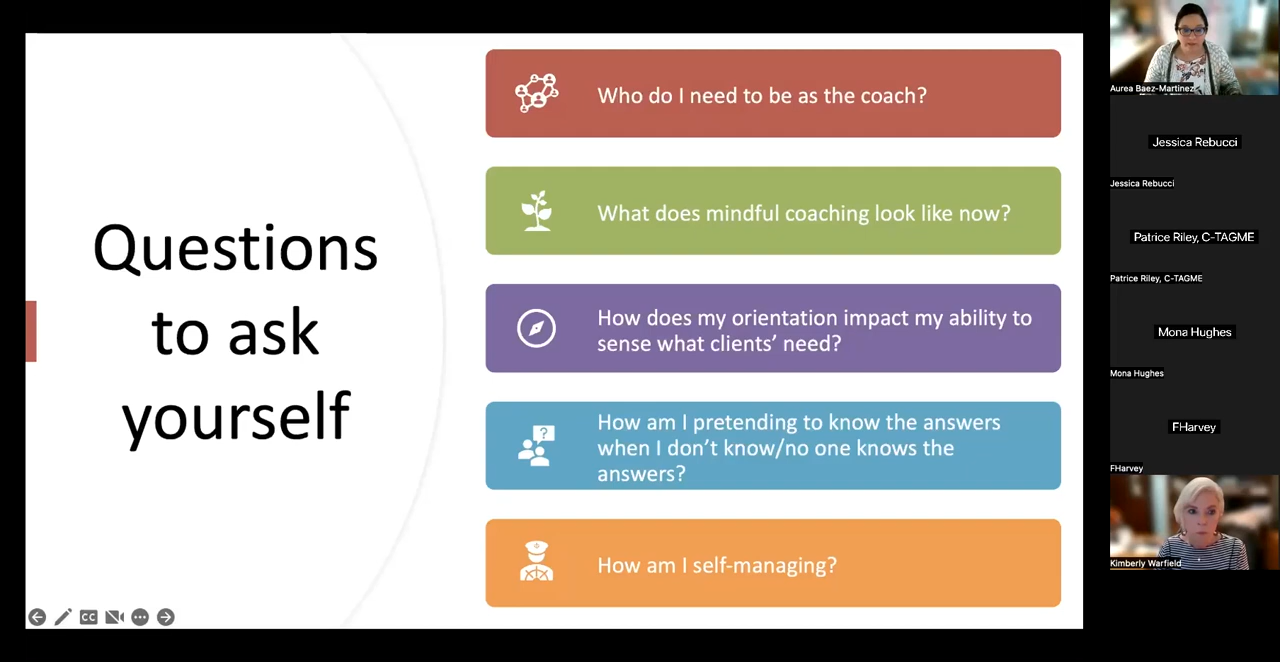 Questions
to ask
yourself
Who do I need to be as the coach?
What does mindful coaching look like now?
How does my orientation impact my ability to
sense what clients' need?
?
How am I pretending to know the answers
when I don't know/no one knows the
answers?
How am I self-managing?
CC
Aurea Baez-Martinez
Jessica Rebucci
Jessica Rebucci
Patrice Riley, C-TAGME
Patrice Riley, C-TAGME
Mona Hughes
Mona Hughes
FHarvey
FHarvey
Kimberly Warfield